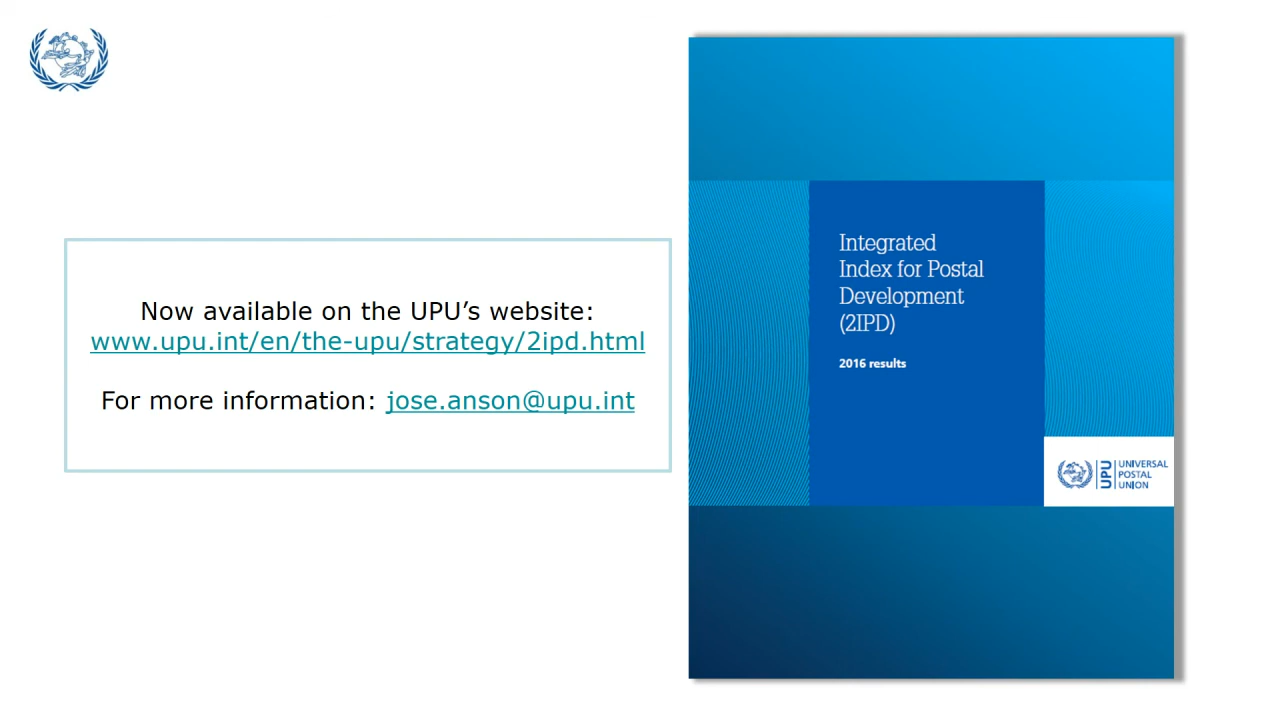 Now available on the UPU’s website:
www.upu.int/en/the-upu/strategy/2ipd.html
For more information: jose.anson@upu.int
Integrated
Index for Postal
Development
(2IPD)
2016 results
UPU
UNIVERSAL
POSTAL
UNION